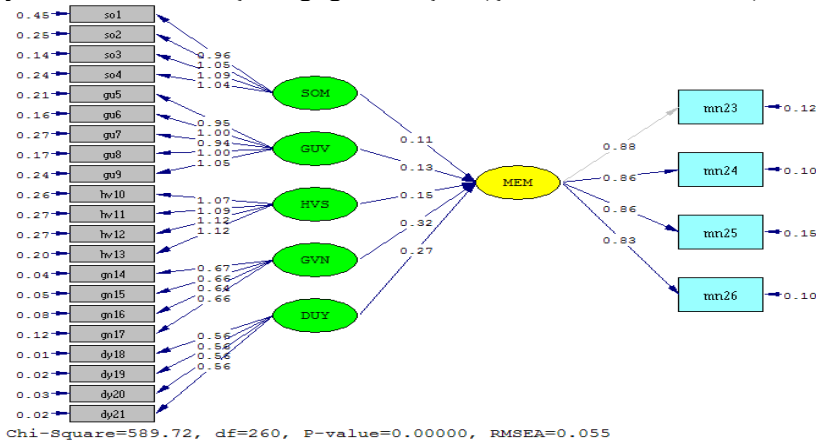 0.45 so1
0.25 so2
0.14 so3
0.24 so4
0.21 gu5
0.16 gu6
0.27 gu7
0.17 gu8
0.24 gu9
0.26 hv10
0.27 hv11
0.27 hv12
0.20 hv13
0.04 gn14
0.05 gn15
0.08 gn16
0.12 gn17
0.01 dy18
0.02 dy19
0.03 dy20
0.02 dy21
0.96
1.05
1.09
1.04
0.95
1.00
0.94
1.00
1.05
1.07
1.09
1.12
1.12
0.67
0.66
0.64
0.66
0.56
0.56
0.56
0.56
SOM
GUV
HVS
GVN
DUY
0.11
0.13
0.15
0.32
0.27
MEM
0.88
0.86
0.86
0.83
mn23 0.12
mn24 0.10
mn25 0.15
mn26 0.10
Chi-Square=589.72, df=260, P-value=0.00000, RMSEA=0.055